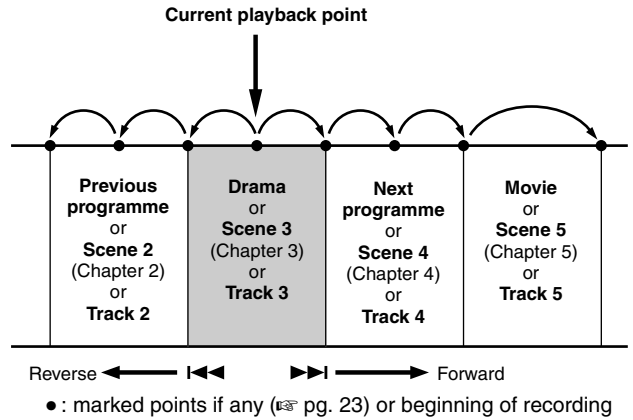 Current playback point
Previous
programme
or
Scene 2
(Chapter 2)
or
Track 2
Drama
or
Scene 3
(Chapter 3)
or
Track 3
Next
programme
or
Scene 4
(Chapter 4)
or
Track 4
Movie
or
Scene 5
(Chapter 5)
or
Track 5
Reverse
Forward
● : marked points if any (☞ pg. 23) or beginning of recording